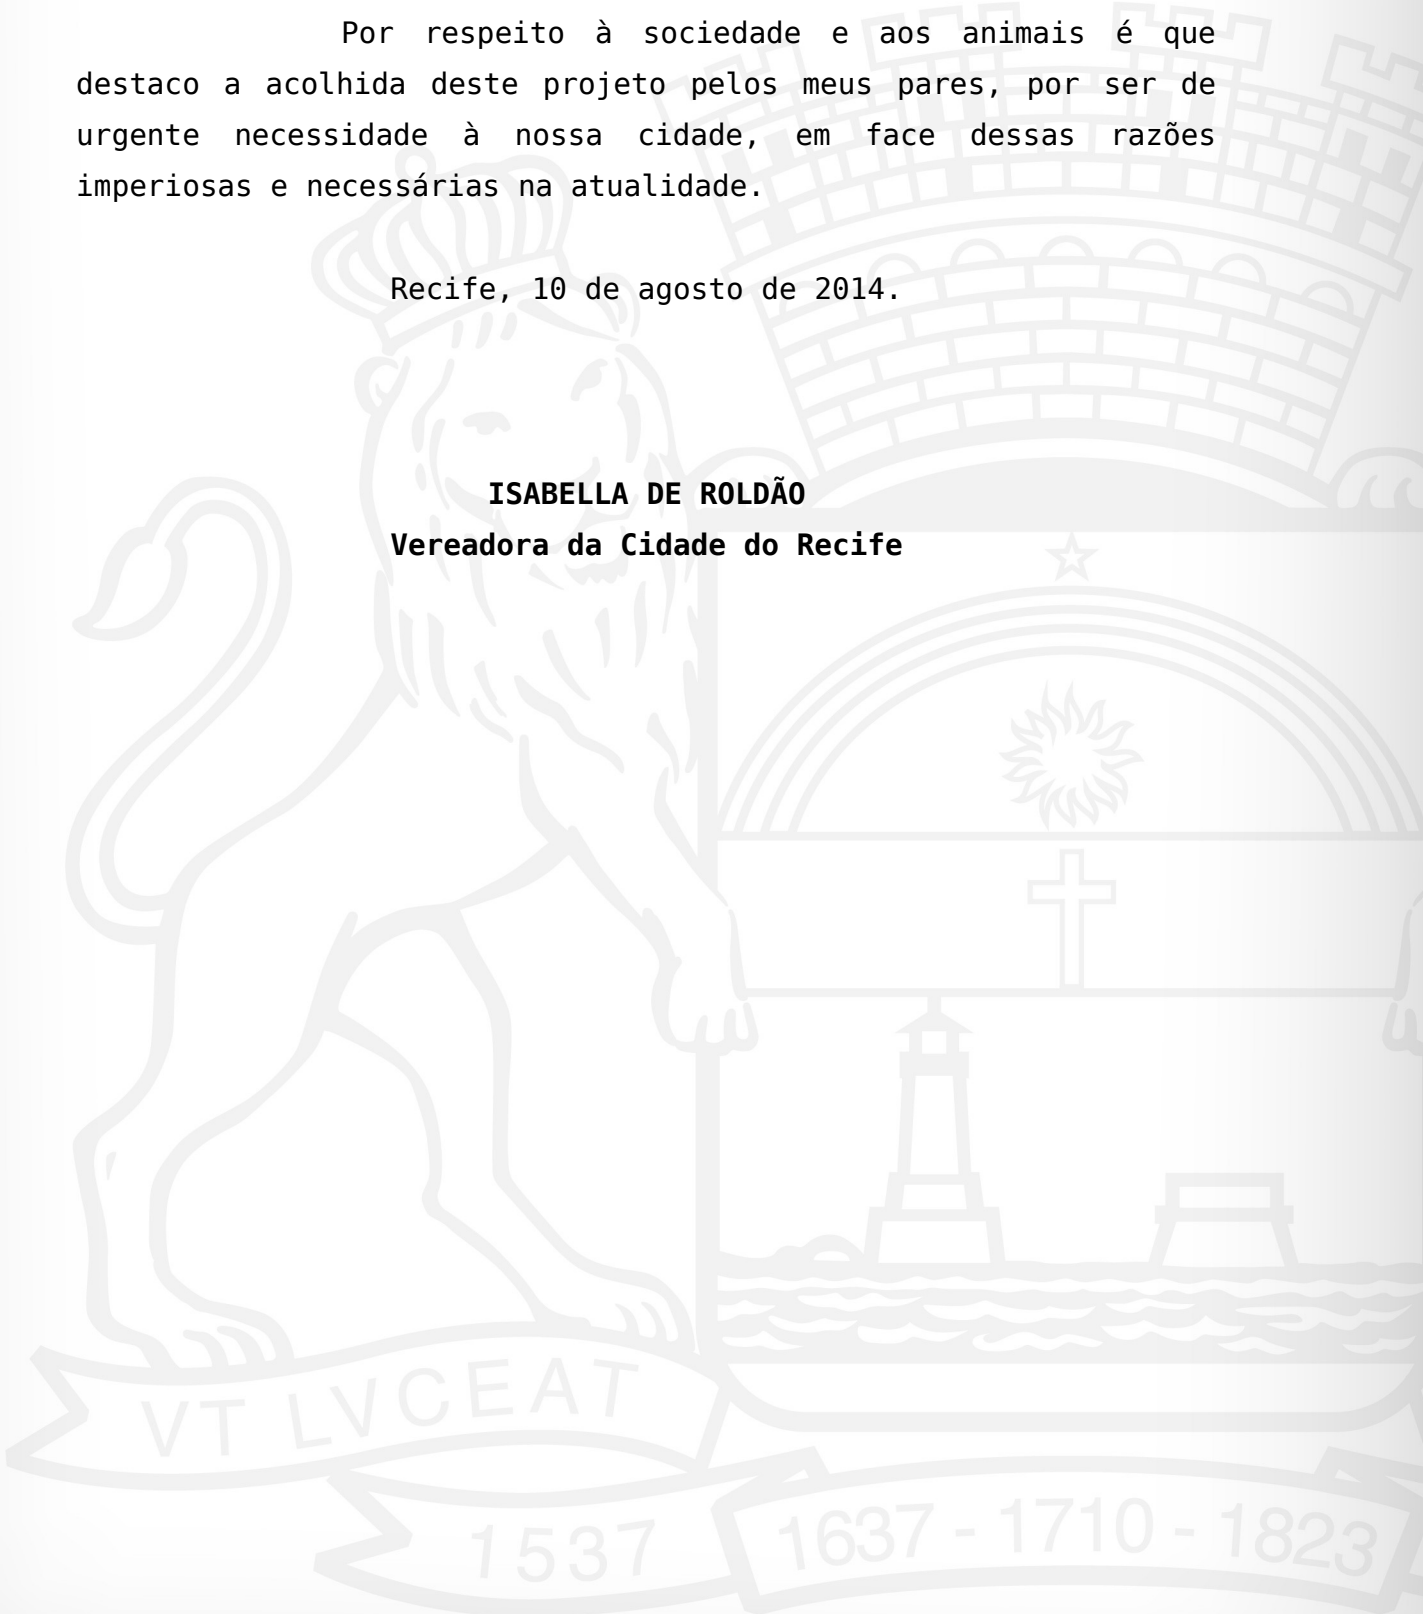 Por respeito à sociedade e aos animais é que
destaco a acolhida deste projeto pelos meus pares, por ser de
urgente necessidade à nossa cidade, em face dessas razões
imperiosas e necessárias na atualidade.
Recife, 10 de agosto de 2014.
ISABELLA DE ROLDÃO
Vereadora da Cidade do Recife
VT LVCEAT
1537
1637 - 1710 - 1823